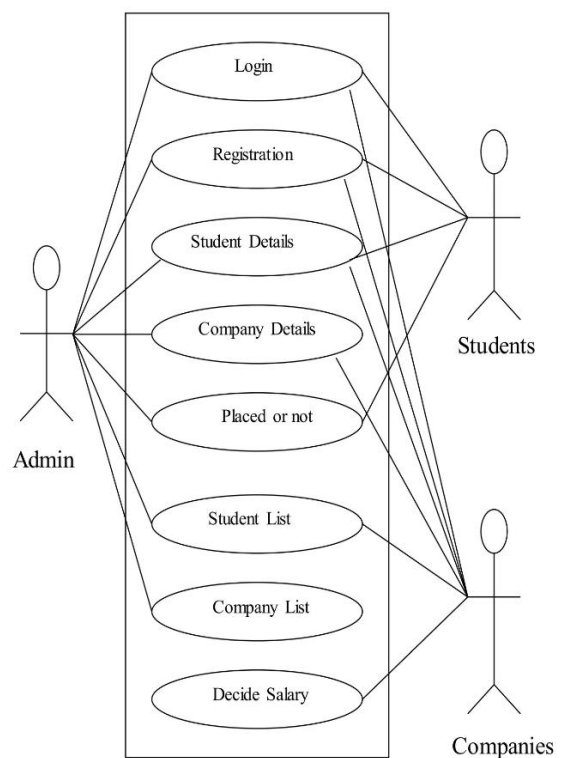 Login
Registration
Student Details
Company Details
Students
Placed or not
Admin
Student List
Company List
Decide Salary
Companies